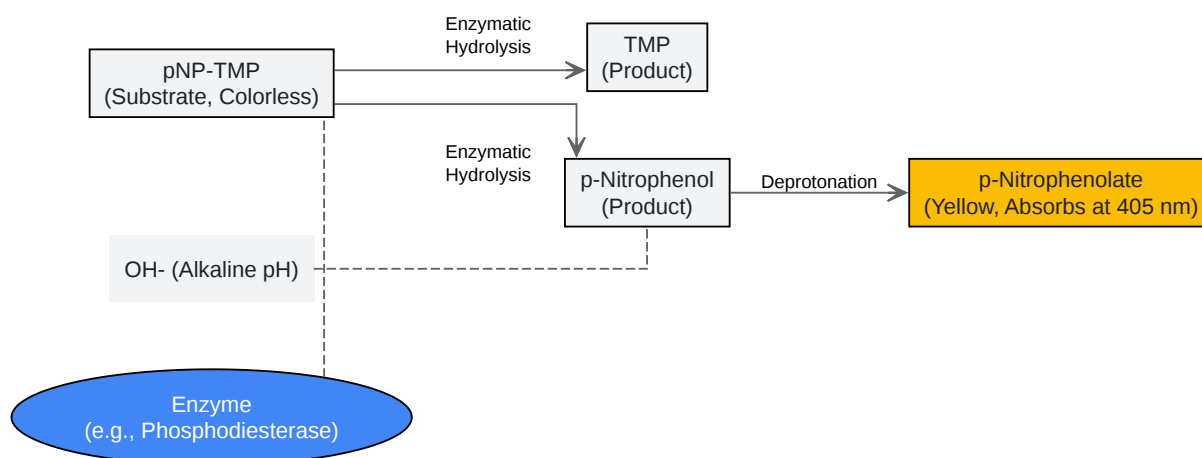 Enzymatic
Hydrolysis
pNP-TMP
(Substrate, Colorless)
TMP
(Product)
Enzymatic
Hydrolysis
p-Nitrophenol
(Product)
Deprotonation
p-Nitrophenolate
(Yellow, Absorbs at 405 nm)
OH- (Alkaline pH)
Enzyme
(e.g., Phosphodiesterase)